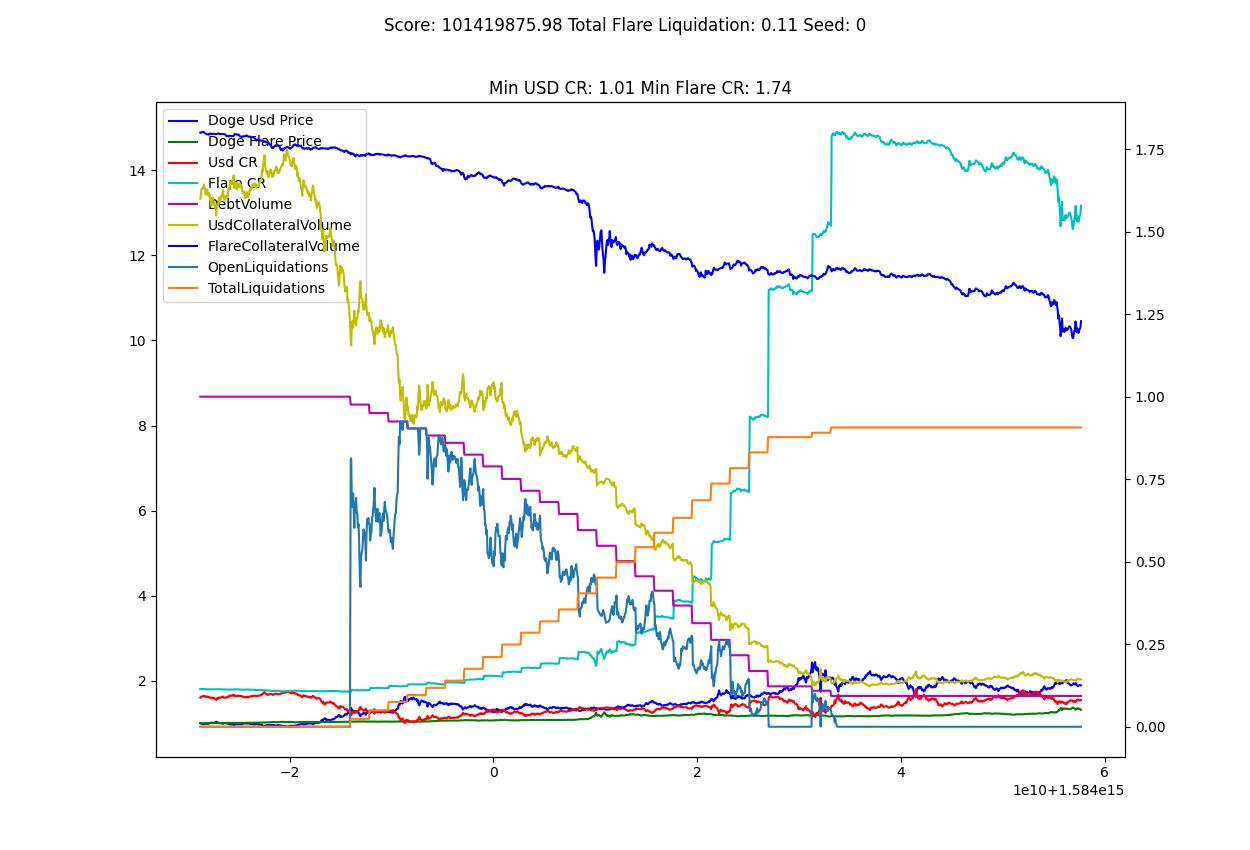 Score: 101419875.98 Total Flare Liquidation: 0.11 Seed: 0
Min USD CR: 1.01 Min Flare CR: 1.74
Doge Usd Price
Doge Flare Price
Usd CR
Flare CR
DebtVolume
UsdCollateralVolume
FlareCollateralVolume
OpenLiquidations
TotalLiquidations
14
12
10
8
6
4
2
1.75
1.50
1.25
1.00
0.75
0.50
0.25
0.00
−2
0
2
4
6
1e10+1.584e15